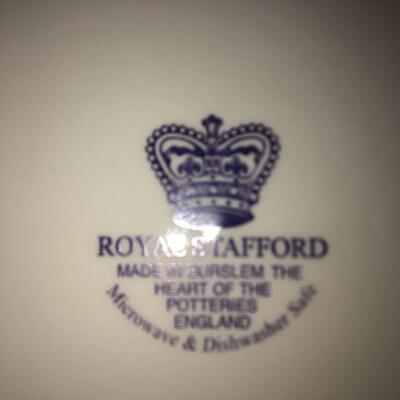 ROYAL STAFFORD
MADE IN BURSLEM THE
HEART OF THE
POTTERIES
ENGLAND
Microwave & Dishwasher Safe